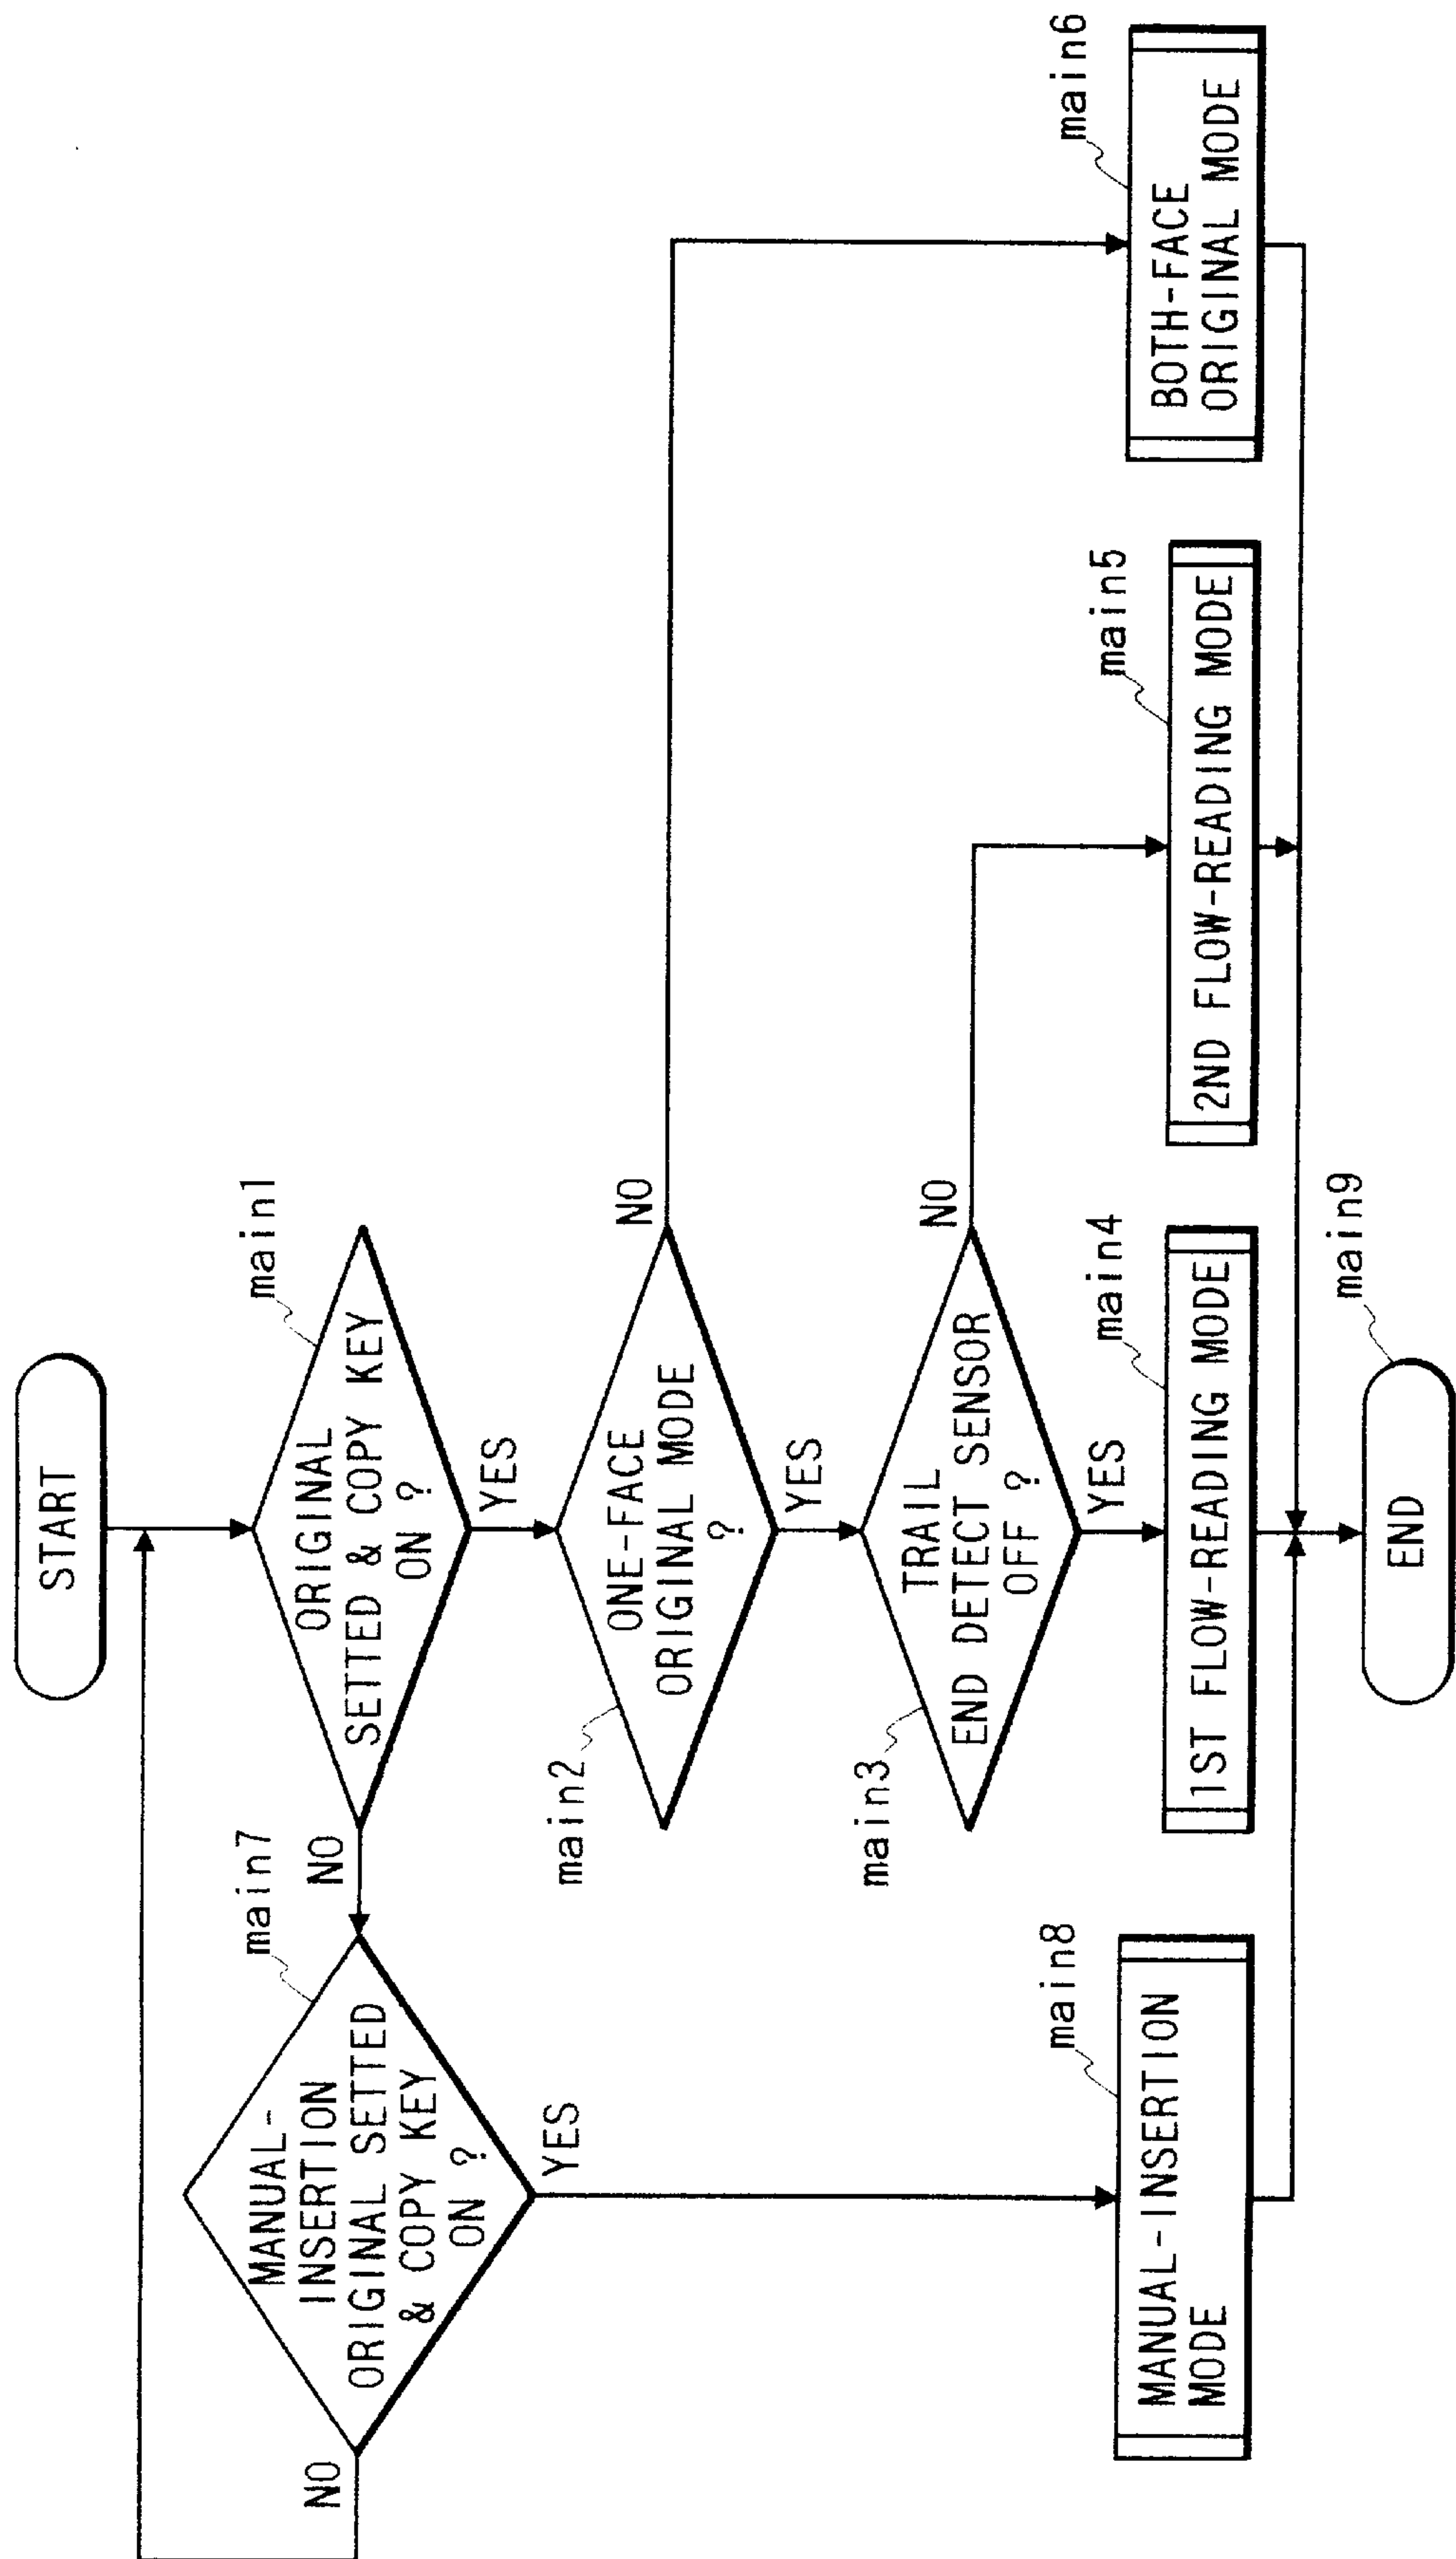 START
main1
ORIGINAL
SETTED & COPY KEY
ON ?
NO
YES
main7
MANUAL-
INSERTION
ORIGINAL SETTED
& COPY KEY
ON ?
NO
YES
main2
ONE-FACE
ORIGINAL MODE
?
NO
YES
main3
TRAIL
END DETECT SENSOR
OFF ?
NO
YES
main8
MANUAL-INSERTION
MODE
main4
1ST FLOW-READING MODE
main5
2ND FLOW-READING MODE
main6
BOTH-FACE
ORIGINAL MODE
main9
END